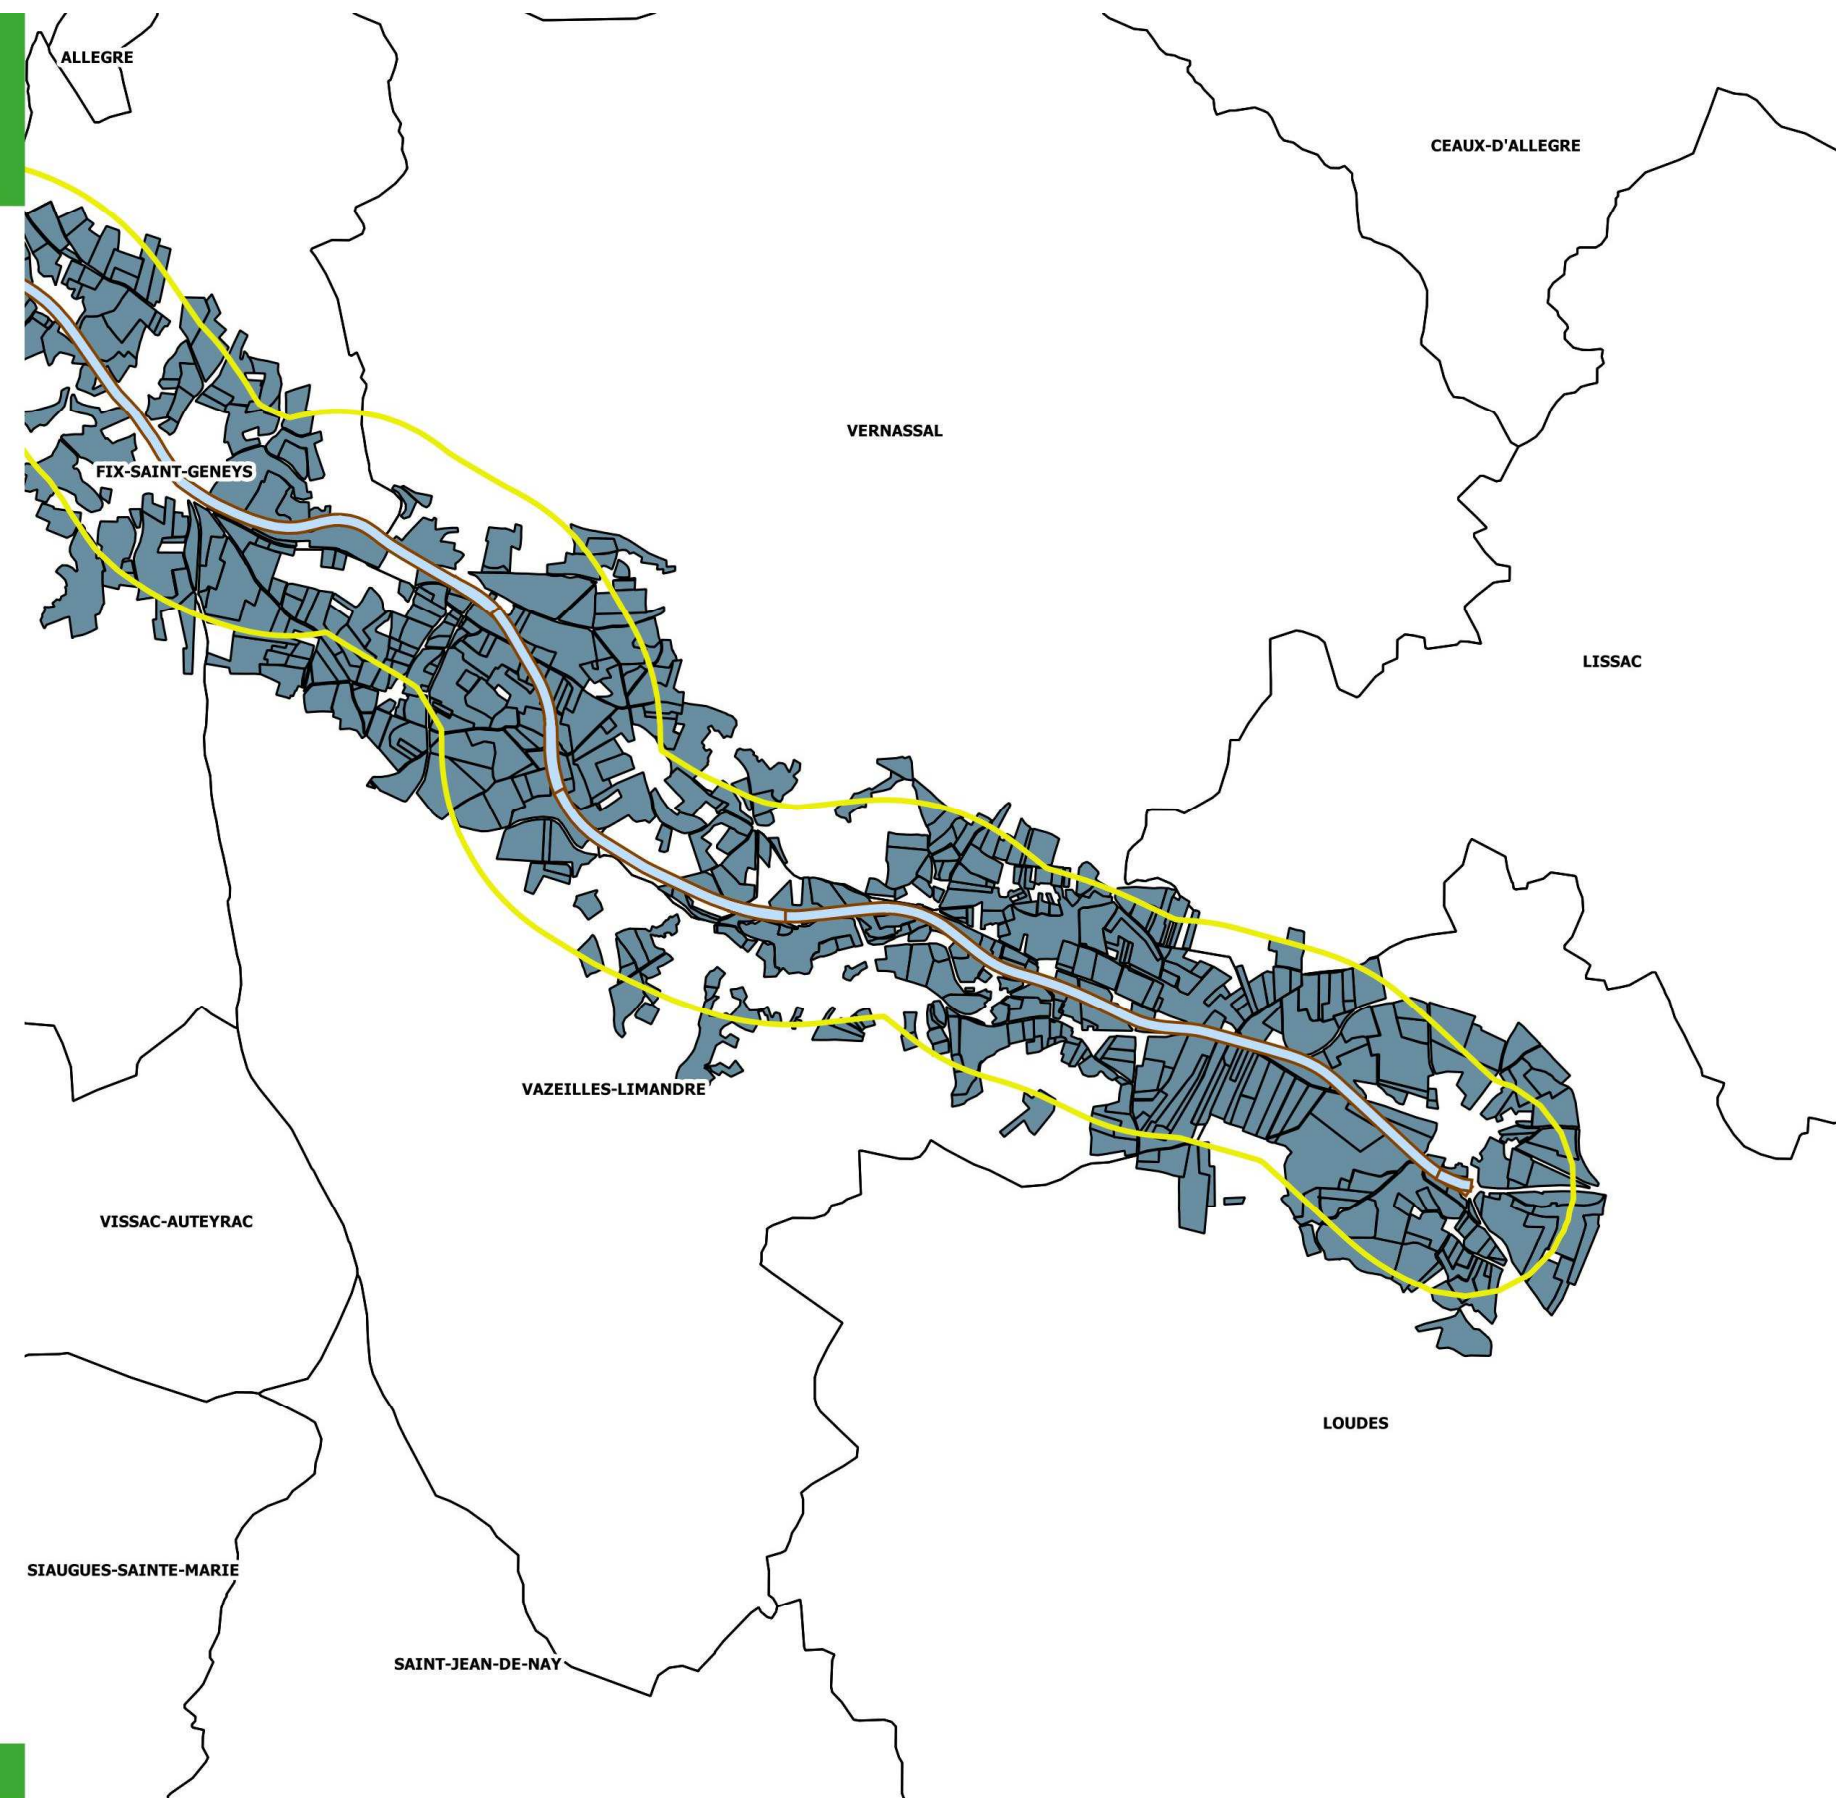 ALLEGRE
CEAUX-D'ALLEGRE
VERNASSAL
FIX-SAINT-GENEYS
LISSAC
VAZEILLES-LIMANDRE
VISSAC-AUTEYRAC
LOUDES
SIAUGUES-SAINTE-MARIE
SAINT-JEAN-DE-NAY